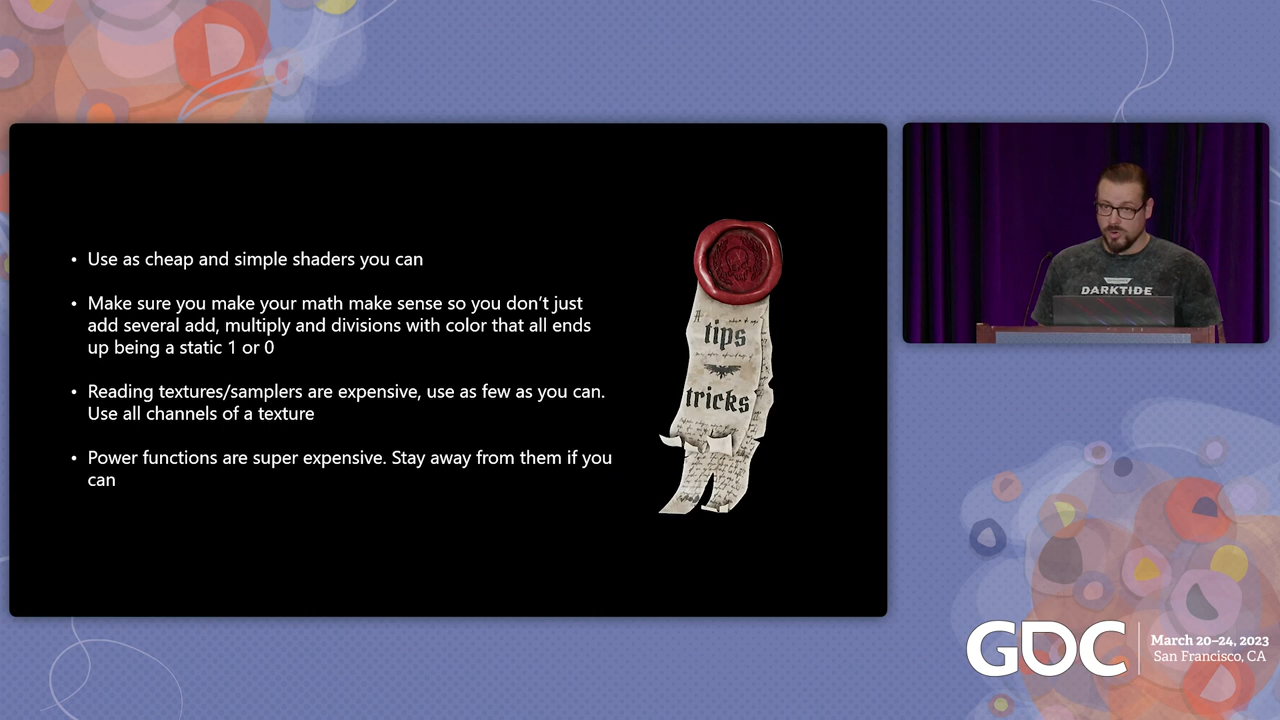 • Use as cheap and simple shaders you can
• Make sure you make your math make sense so you don't just
add several add, multiply and divisions with color that all ends
up being a static 1 or 0
• Reading textures/samplers are expensive, use as few as you can.
Use all channels of a texture
• Power functions are super expensive. Stay away from them if you
can
tips
tricks
DARKTIDE
GDC
March 20–24, 2023
San Francisco, CA